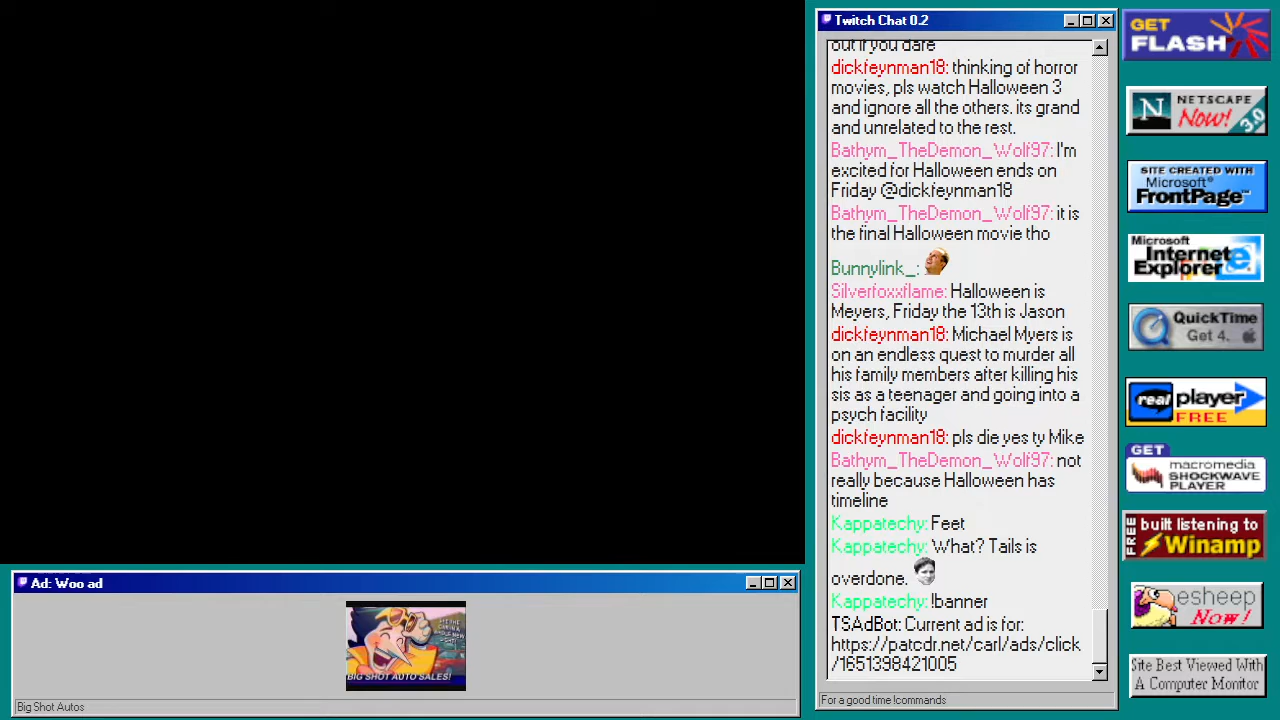 Twitch Chat 0.2
out if you dare
dickfeynman18: thinking of horror
movies, pls watch Halloween 3
and ignore all the others. its grand
and unrelated to the rest.
Bathym_TheDemon_Wolf97: I'm
excited for Halloween ends on
Friday @dickfeynman18
Bathym_TheDemon_Wolf97: it is
the final Halloween movie tho
Bunnylink_:
Silverfoxxflame: Halloween is
Meyers, Friday the 13th is Jason
dickfeynman18: Michael Myers is
on an endless quest to murder all
his family members after killing his
sis as a teenager and going into a
psych facility
dickfeynman18: pls die yes ty Mike
Bathym_TheDemon_Wolf97: not
really because Halloween has
timeline
Kappatechy: Feet
Kappatechy: What? Tails is
overdone.
Kappatechy: !banner
TSAdBot: Current ad is for:
https://patcdr.net/carl/ads/click
/1651398421005
For a good time !commands
GET
FLASH
N NETSCAPE
Now! 3.0
SITE CREATED WITH
Microsoft®
FrontPage™
Microsoft
Internet
Explorer
QuickTime
Get 4.
real player
FREE
GET
macromedia
SHOCKWAVE
PLAYER
FREE
built listening to
Winamp
esheep
Now!
Site Best Viewed With
A Computer Monitor
Ad: Woo ad
BIG SHOT AUTO SALES!
Big Shot Autos